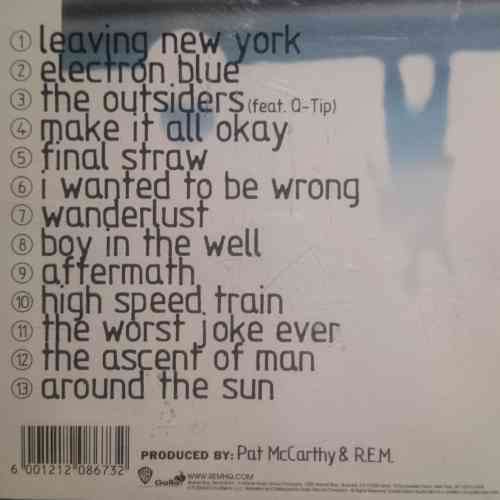 1 leaving new york
2 electron blue
3 the outsiders (feat. Q-Tip)
4 make it all okay
5 final straw
6 i wanted to be wrong
7 wanderlust
8 boy in the well
9 aftermath
10 high speed train
11 the worst joke ever
12 the ascent of man
13 around the sun
PRODUCED BY: Pat McCarthy & R.E.M.
6 001212 086732
WWW.REMHQ.COM